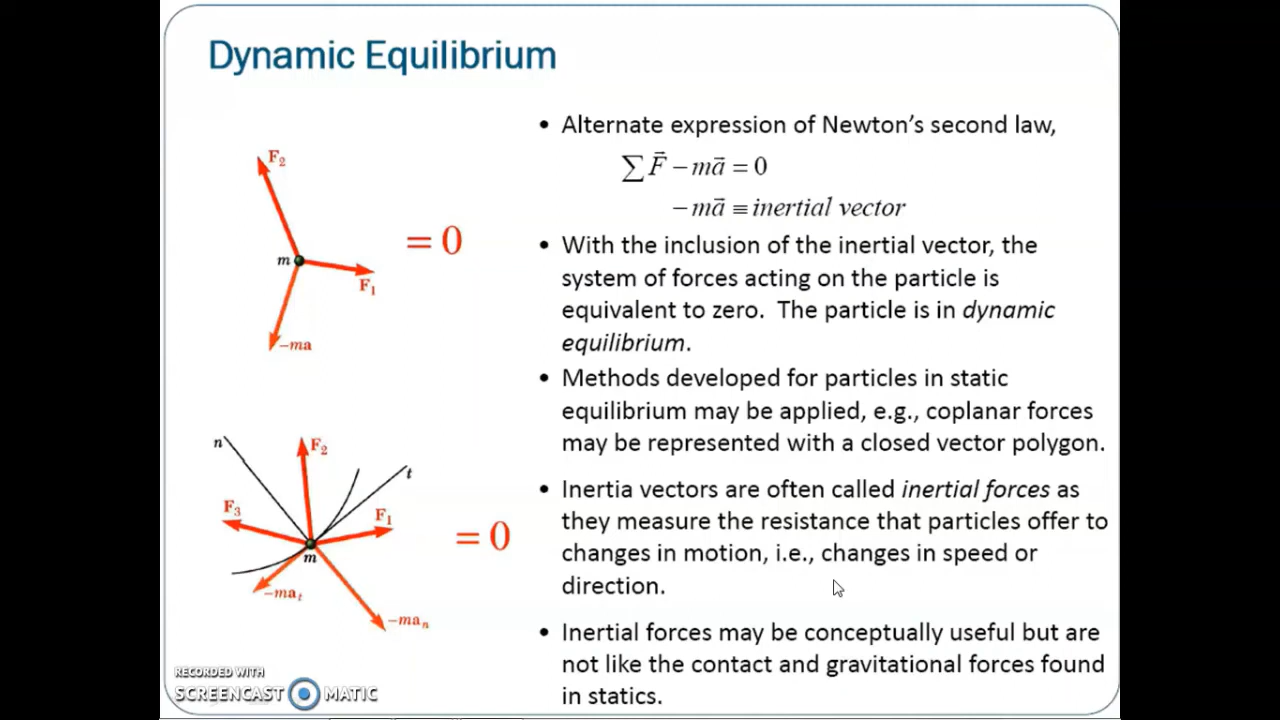 Dynamic Equilibrium
• Alternate expression of Newton's second law,
∑F⃗ − ma⃗ = 0
− ma⃗ ≡ inertial vector
• With the inclusion of the inertial vector, the
system of forces acting on the particle is
equivalent to zero. The particle is in dynamic
equilibrium.
• Methods developed for particles in static
equilibrium may be applied, e.g., coplanar forces
may be represented with a closed vector polygon.
• Inertia vectors are often called inertial forces as
they measure the resistance that particles offer to
changes in motion, i.e., changes in speed or
direction.
• Inertial forces may be conceptually useful but are
not like the contact and gravitational forces found
in statics.
F₂
m
= 0
F₁
−ma
n
F₂
t
F₃
F₁
= 0
m
−maₜ
−maₙ
RECORDED WITH
SCREENCAST MATIC